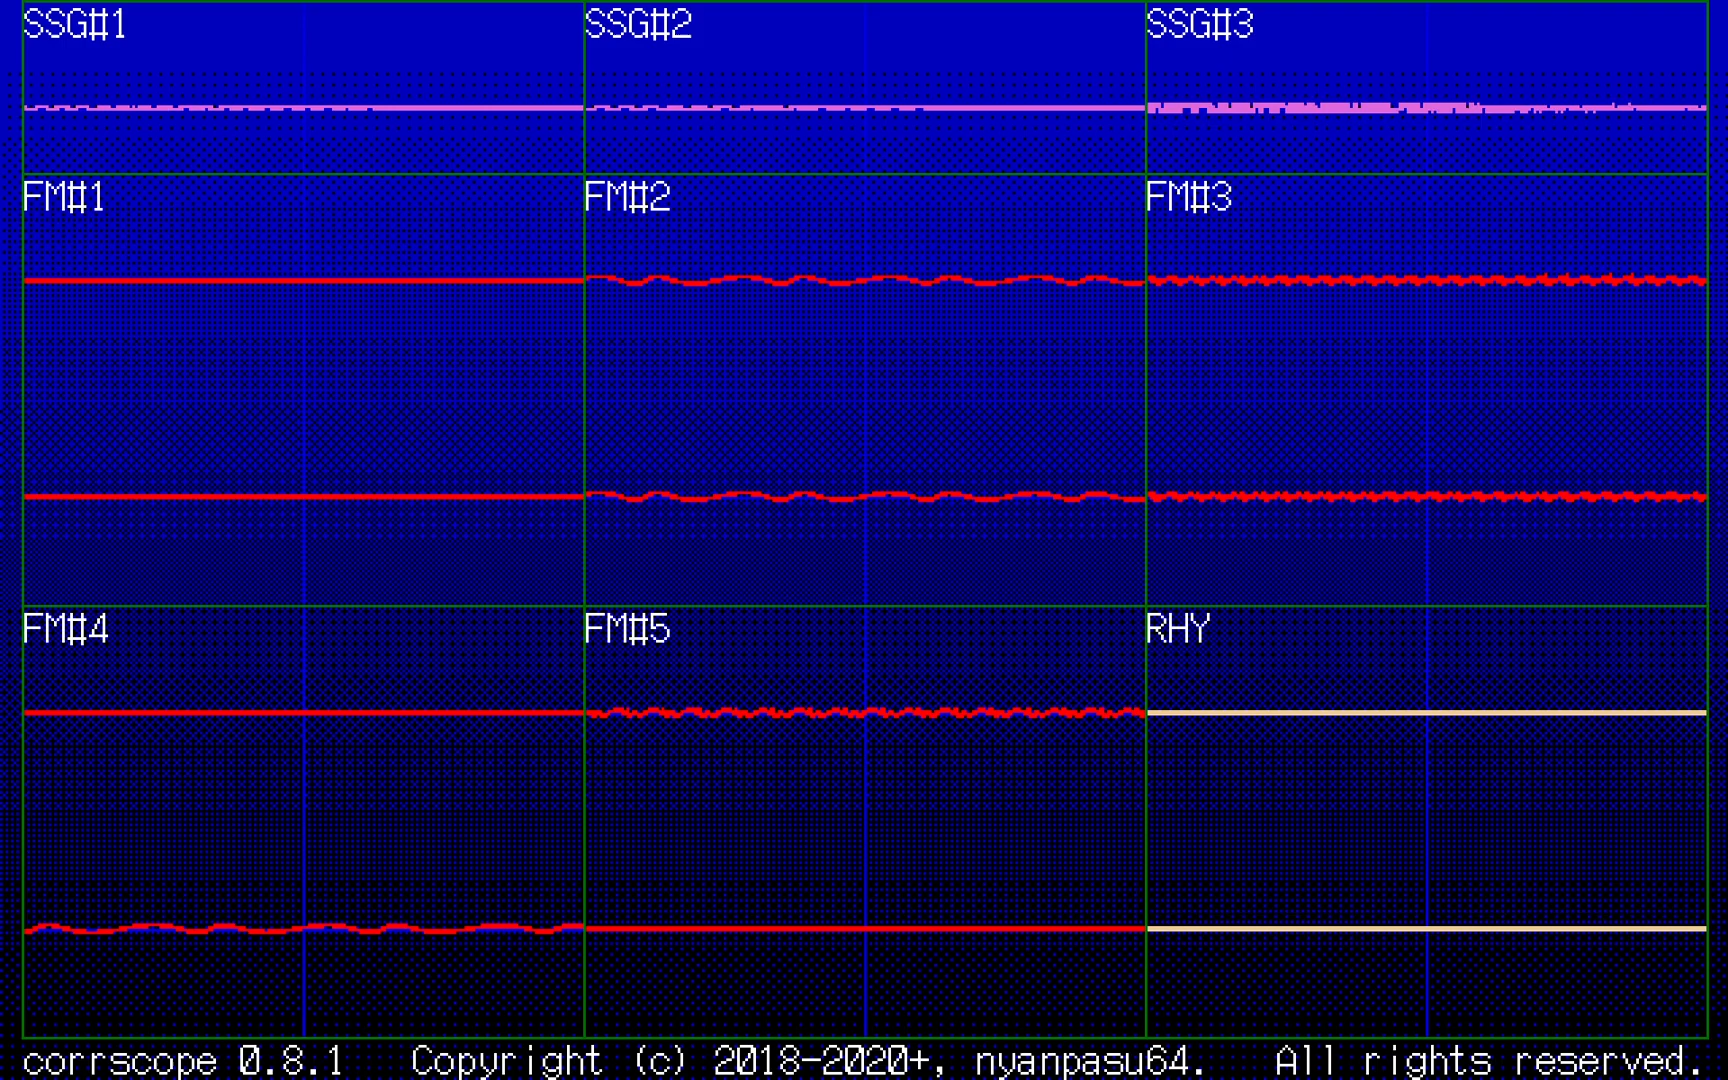 SSG#1 SSG#2 SSG#3
FM#1 FM#2 FM#3
FM#4 FM#5 RHY
corrscope 0.8.1 Copyright (c) 2018-2020+, nyanpasu64. All rights reserved.